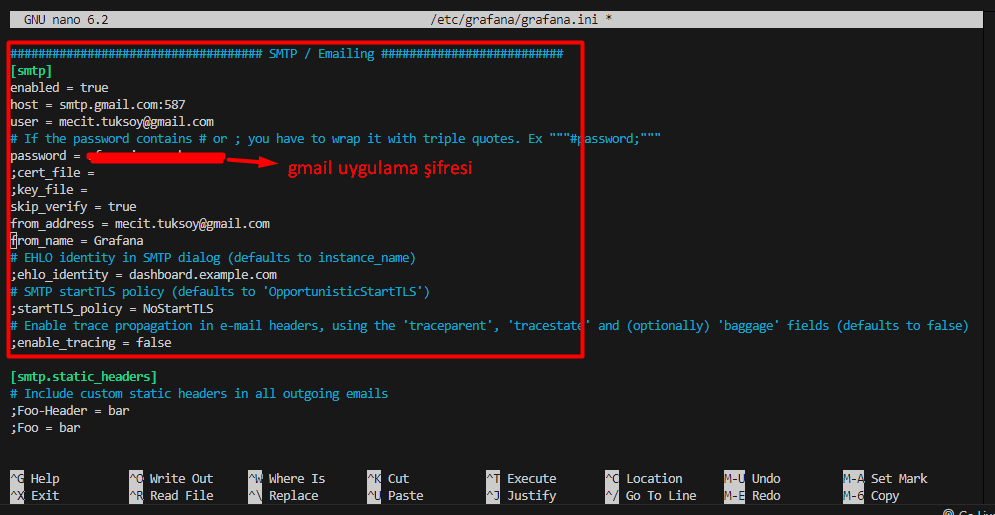 GNU nano 6.2 /etc/grafana/grafana.ini *
#################################### SMTP / Emailing ##########################
[smtp]
enabled = true
host = smtp.gmail.com:587
user = mecit.tuksoy@gmail.com
# If the password contains # or ; you have to wrap it with triple quotes. Ex """#password;"""
password =
gmail uygulama şifresi
;cert_file =
;key_file =
skip_verify = true
from_address = mecit.tuksoy@gmail.com
from_name = Grafana
# EHLO identity in SMTP dialog (defaults to instance_name)
;ehlo_identity = dashboard.example.com
# SMTP startTLS policy (defaults to 'OpportunisticStartTLS')
;startTLS_policy = NoStartTLS
# Enable trace propagation in e-mail headers, using the 'traceparent', 'tracestate' and (optionally) 'baggage' fields (defaults to false)
;enable_tracing = false
[smtp.static_headers]
# Include custom static headers in all outgoing emails
;Foo-Header = bar
;Foo = bar
^G Help ^O Write Out ^W Where Is ^K Cut ^T Execute ^C Location M-U Undo M-A Set Mark
^X Exit ^R Read File ^\ Replace ^U Paste ^J Justify ^/ Go To Line M-E Redo M-6 Copy